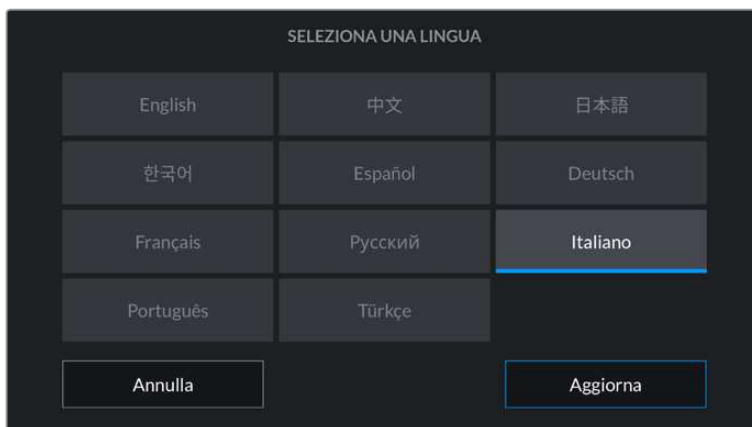 SELEZIONA UNA LINGUA
English 中文 日本語
한국어 Español Deutsch
Français Русский Italiano
Português Türkçe
Annulla Aggiorna